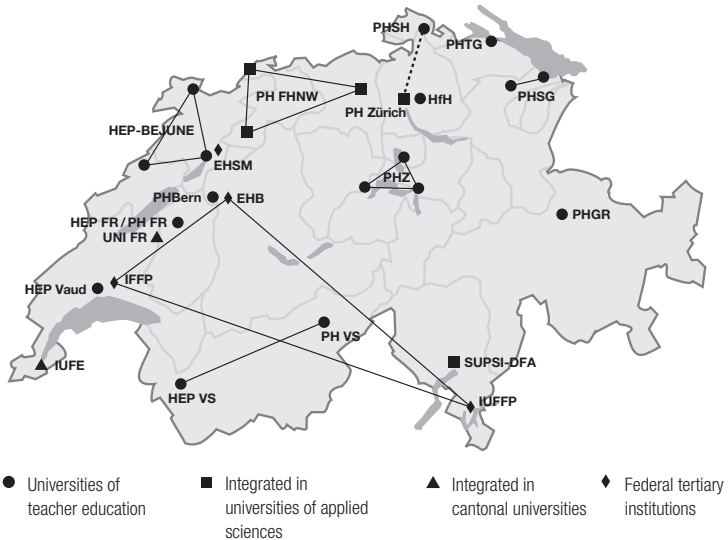 PHSH
PHTG
PH FHNW
PHSG
PH Zürich
HfH
HEP-BEJUNE
EHSM
PHZ
PHBern
EHB
PHGR
HEP FR/PH FR
UNI FR
IFFP
HEP Vaud
PH VS
IUFE
SUPSI-DFA
HEP VS
IUFFP
Universities of
teacher education
Integrated in
universities of applied
sciences
Integrated in
cantonal universities
Federal tertiary
institutions